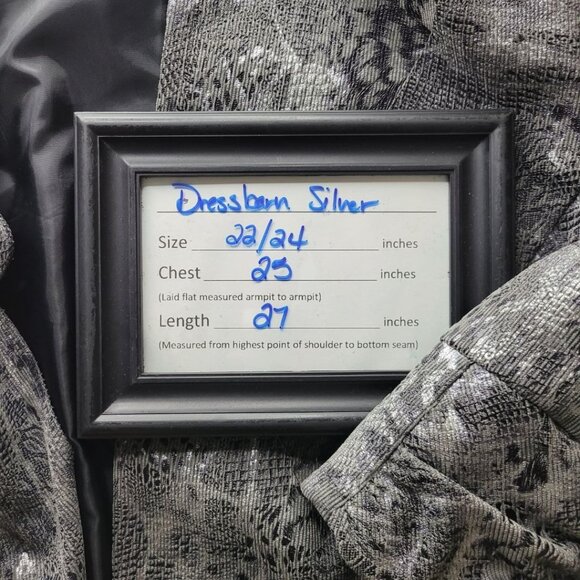 Dressbarn Silver
Size 22/24 inches
Chest 25 inches
(Laid flat measured armpit to armpit)
Length 27 inches
(Measured from highest point of shoulder to bottom seam)